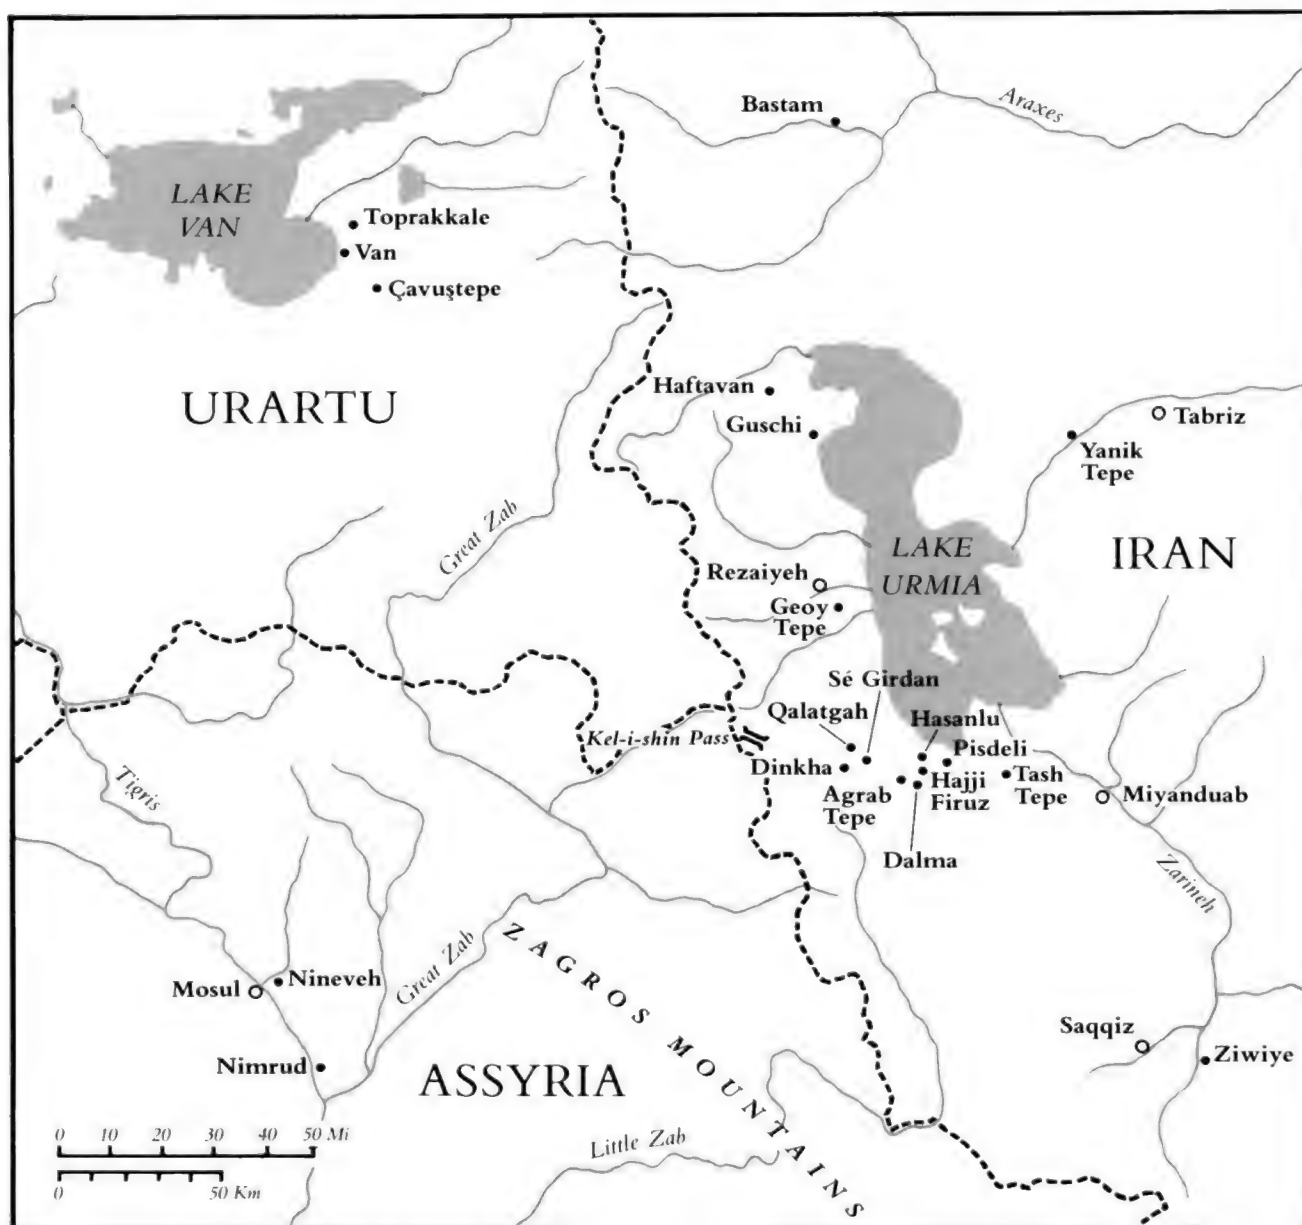 Bastam
Araxes
LAKE
VAN
Toprakkale
Van
Çavuştepe
URARTU
Haftavan
Guschi
Tabriz
Yanik
Tepe
Great Zab
LAKE
URMIA
IRAN
Rezaiyeh
Geoy
Tepe
Sé Girdan
Qalatgah
Hasanlu
Kel-i-shin Pass
Pisdeli
Dinkha
Agrab
Tepe
Hajji
Firuz
Tash
Tepe
Miyanduab
Dalma
Tigris
Zarineh
ZAGROS MOUNTAINS
Great Zab
Mosul
Nineveh
Nimrud
ASSYRIA
Saqqiz
Ziwiye
Little Zab
0 10 20 30 40 50 Mi
0 50 Km